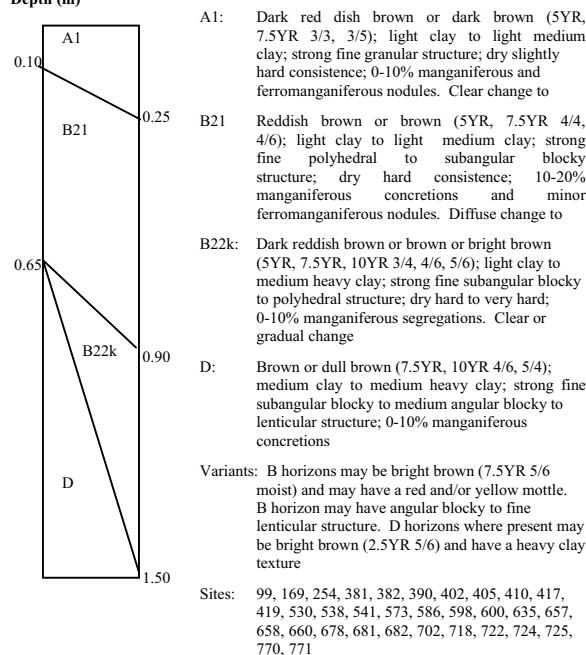 Depth (m)
A1
0.10
0.25
B21
0.65
B22k
0.90
D
1.50
A1: Dark red dish brown or dark brown (5YR,
7.5YR 3/3, 3/5); light clay to light medium
clay; strong fine granular structure; dry slightly
hard consistence; 0-10% manganiferous and
ferromanganiferous nodules. Clear change to
B21 Reddish brown or brown (5YR, 7.5YR 4/4,
4/6); light clay to light medium clay; strong
fine polyhedral to subangular blocky
structure; dry hard consistence; 10-20%
manganiferous concretions and minor
ferromanganiferous nodules. Diffuse change to
B22k: Dark reddish brown or brown or bright brown
(5YR, 7.5YR, 10YR 3/4, 4/6, 5/6); light clay to
medium heavy clay; strong fine subangular blocky
to polyhedral structure; dry hard to very hard;
0-10% manganiferous segregations. Clear or
gradual change
D: Brown or dull brown (7.5YR, 10YR 4/6, 5/4);
medium clay to medium heavy clay; strong fine
subangular blocky to medium angular blocky to
lenticular structure; 0-10% manganiferous
concretions
Variants: B horizons may be bright brown (7.5YR 5/6
moist) and may have a red and/or yellow mottle.
B horizon may have angular blocky to fine
lenticular structure. D horizons where present may
be bright brown (2.5YR 5/6) and have a heavy clay
texture
Sites: 99, 169, 254, 381, 382, 390, 402, 405, 410, 417,
419, 530, 538, 541, 573, 586, 598, 600, 635, 657,
658, 660, 678, 681, 682, 702, 718, 722, 724, 725,
770, 771